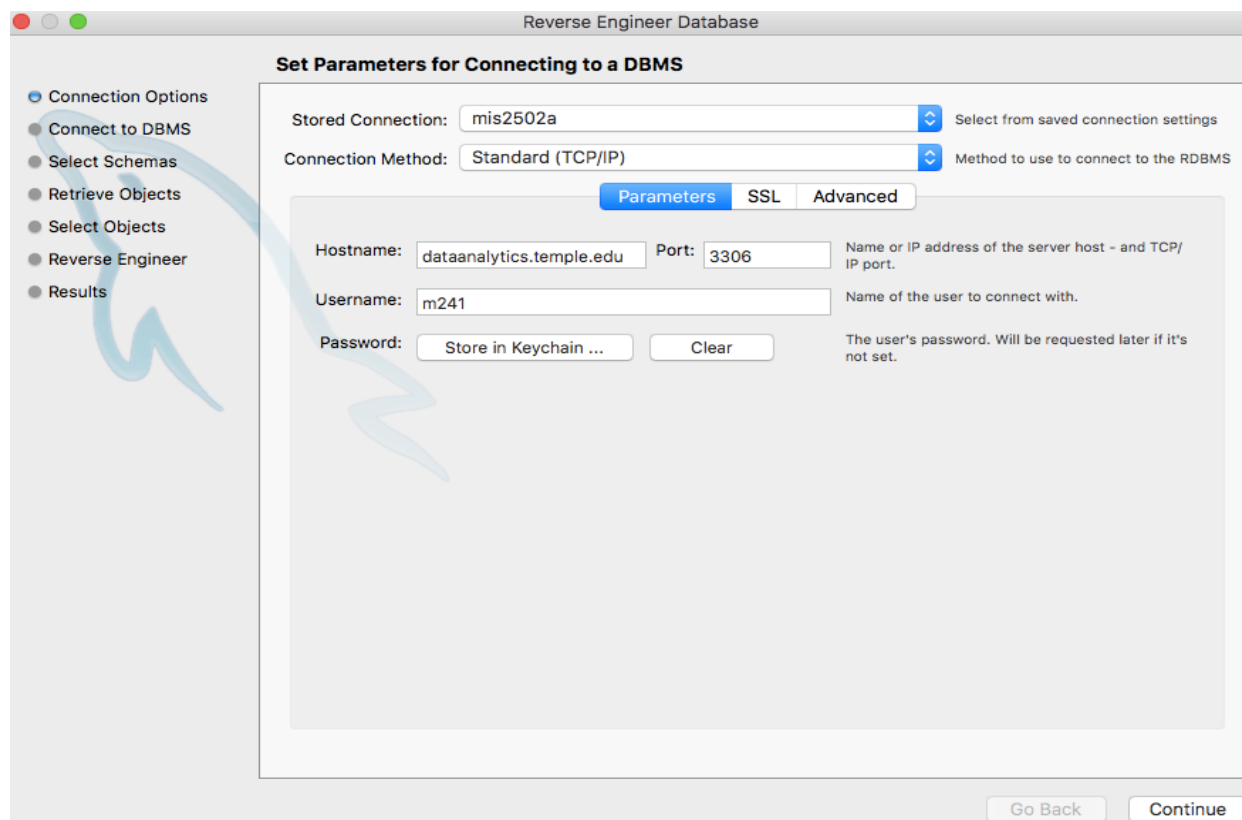 Reverse Engineer Database
Set Parameters for Connecting to a DBMS
Connection Options
Connect to DBMS
Select Schemas
Retrieve Objects
Select Objects
Reverse Engineer
Results
Stored Connection: mis2502a Select from saved connection settings
Connection Method: Standard (TCP/IP) Method to use to connect to the RDBMS
Parameters SSL Advanced
Hostname: dataanalytics.temple.edu Port: 3306 Name or IP address of the server host - and TCP/
IP port.
Username: m241 Name of the user to connect with.
Password: Store in Keychain ... Clear The user's password. Will be requested later if it's
not set.
Go Back Continue